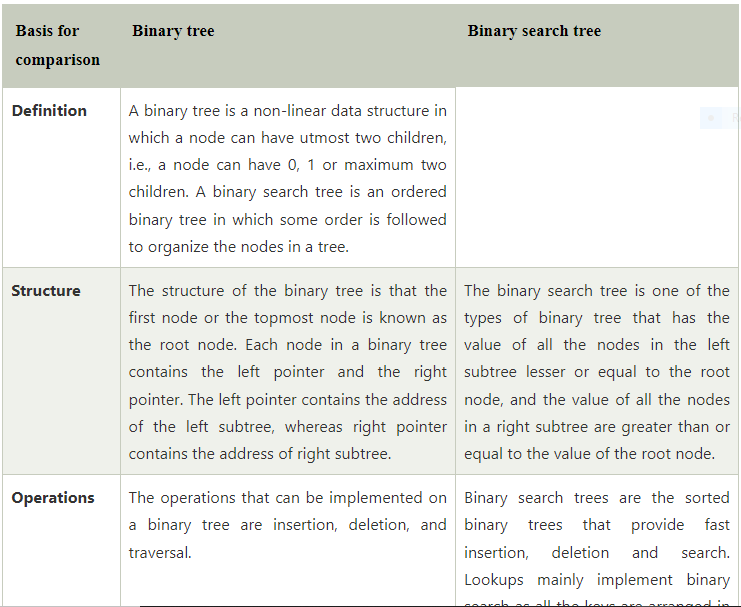 Basis for
comparison
Binary tree
Binary search tree
Definition
A binary tree is a non-linear data structure in
which a node can have utmost two children,
i.e., a node can have 0, 1 or maximum two
children. A binary search tree is an ordered
binary tree in which some order is followed
to organize the nodes in a tree.
Structure
The structure of the binary tree is that the
first node or the topmost node is known as
the root node. Each node in a binary tree
contains the left pointer and the right
pointer. The left pointer contains the address
of the left subtree, whereas right pointer
contains the address of right subtree.
The binary search tree is one of the
types of binary tree that has the
value of all the nodes in the left
subtree lesser or equal to the root
node, and the value of all the nodes
in a right subtree are greater than or
equal to the value of the root node.
Operations
The operations that can be implemented on
a binary tree are insertion, deletion, and
traversal.
Binary search trees are the sorted
binary trees that provide fast
insertion, deletion and search.
Lookups mainly implement binary
search as all the keys are arranged in